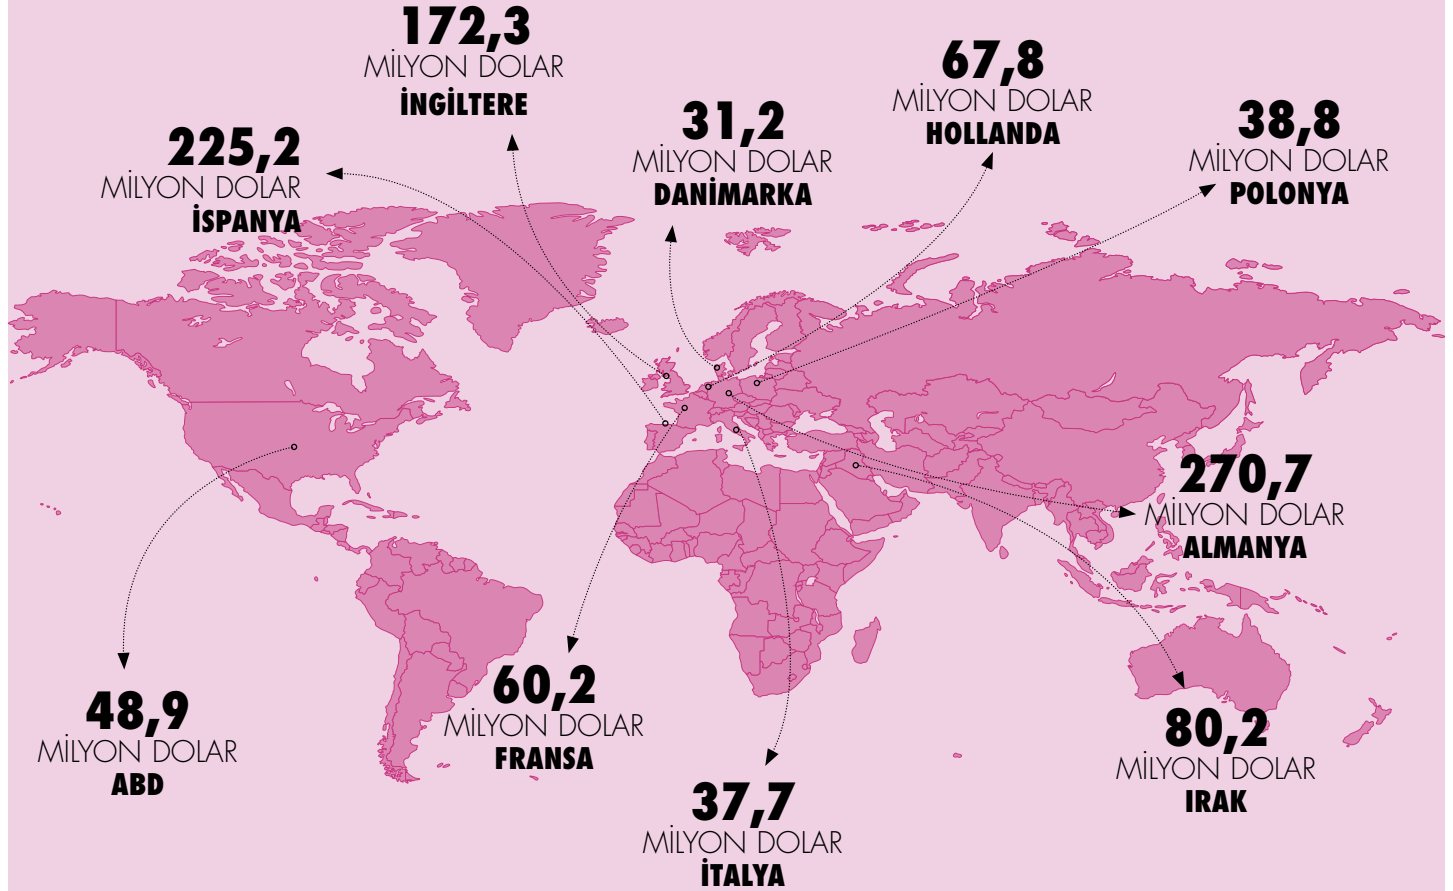 172,3
MİLYON DOLAR
İNGİLTERE
67,8
MİLYON DOLAR
HOLLANDA
31,2
MİLYON DOLAR
DANİMARKA
38,8
MİLYON DOLAR
POLONYA
225,2
MİLYON DOLAR
İSPANYA
270,7
MİLYON DOLAR
ALMANYA
48,9
MİLYON DOLAR
ABD
60,2
MİLYON DOLAR
FRANSA
80,2
MİLYON DOLAR
IRAK
37,7
MİLYON DOLAR
İTALYA